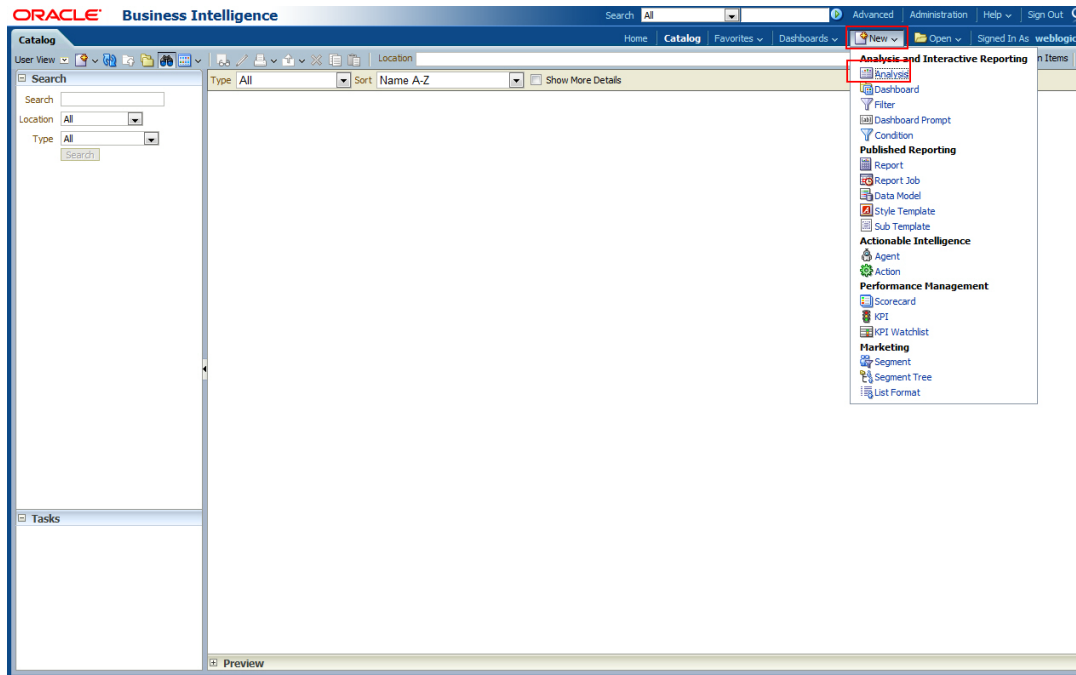 ORACLE Business Intelligence
Search All Advanced Administration Help Sign Out
Catalog
Home Catalog Favorites Dashboards New Open Signed In As weblogic
User View Location n Items
Search
Search
Location All
Type All
Search
Type All Sort Name A-Z Show More Details
Analysis and Interactive Reporting
Analysis
Dashboard
Filter
Dashboard Prompt
Condition
Published Reporting
Report
Report Job
Data Model
Style Template
Sub Template
Actionable Intelligence
Agent
Action
Performance Management
Scorecard
KPI
KPI Watchlist
Marketing
Segment
Segment Tree
List Format
Tasks
Preview